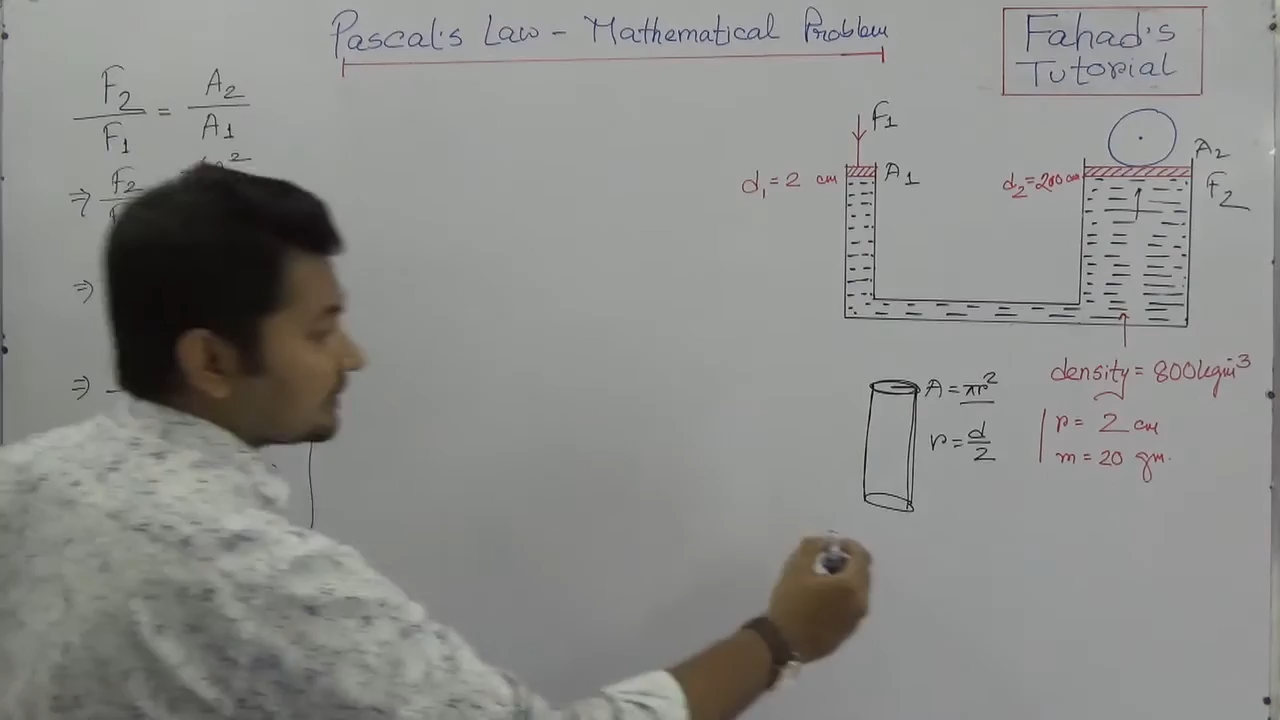 Pascal's Law - Mathematical Problem
Fahad's
Tutorial
F₂/F₁ = A₂/A₁
⇒ F₂
⇒
⇒
F₁
A₁
d₁ = 2 cm
A₂
d₂ = 200 cm
F₂
density = 800 kgm⁻³
A = πr²
r = d/2
r = 2 cm
m = 20 gm.